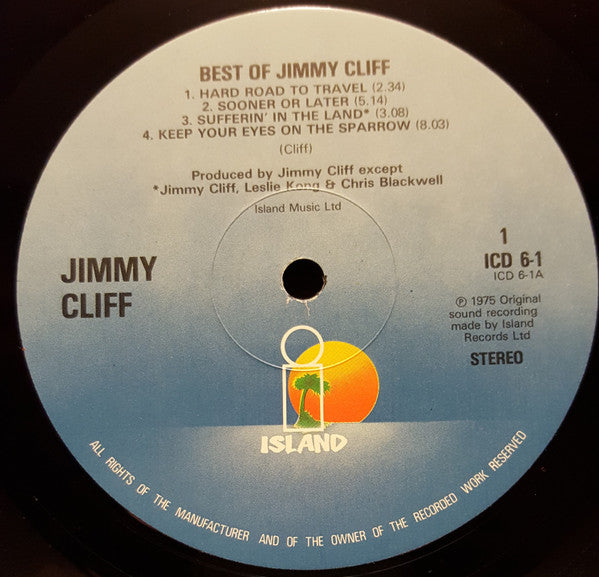 BEST OF JIMMY CLIFF
1. HARD ROAD TO TRAVEL (2.34)
2. SOONER OR LATER (5.14)
3. SUFFERIN' IN THE LAND* (3.08)
4. KEEP YOUR EYES ON THE SPARROW (8.03)
(Cliff)
Produced by Jimmy Cliff except
*Jimmy Cliff, Leslie Kong & Chris Blackwell
Island Music Ltd
JIMMY
CLIFF
1
ICD 6-1
ICD 6-1A
℗ 1975 Original
sound recording
made by Island
Records Ltd
STEREO
ISLAND
ALL RIGHTS OF THE MANUFACTURER AND OF THE OWNER OF THE RECORDED WORK RESERVED